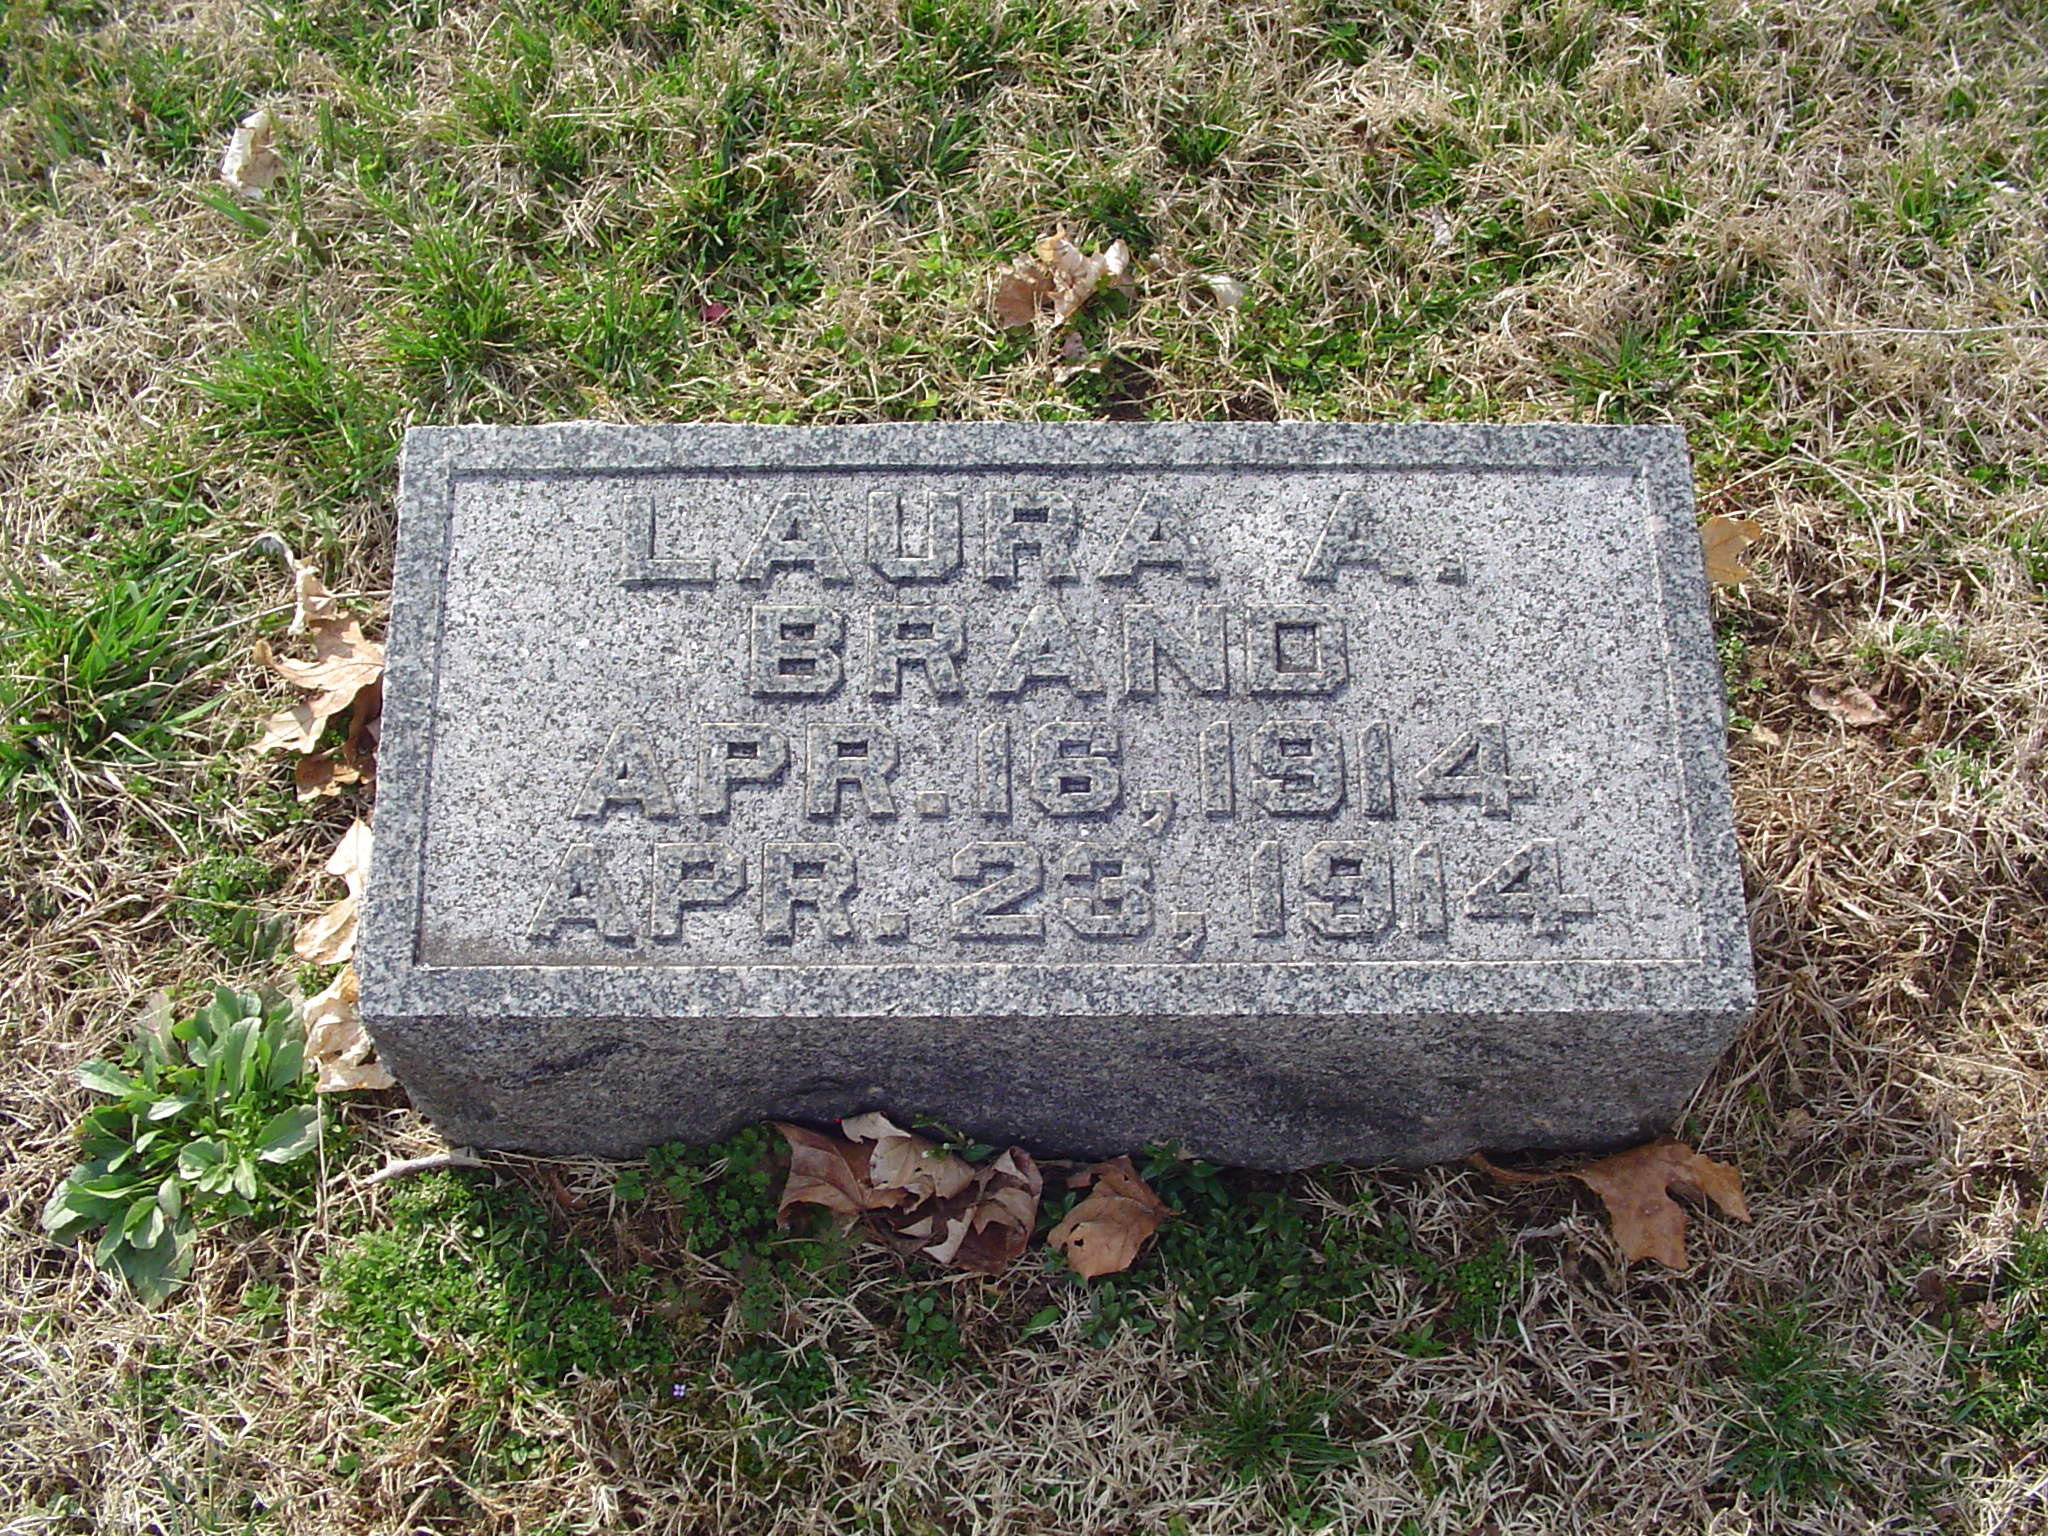 LAURA A.
BRAND
APR. 16, 1914
APR. 23, 1914